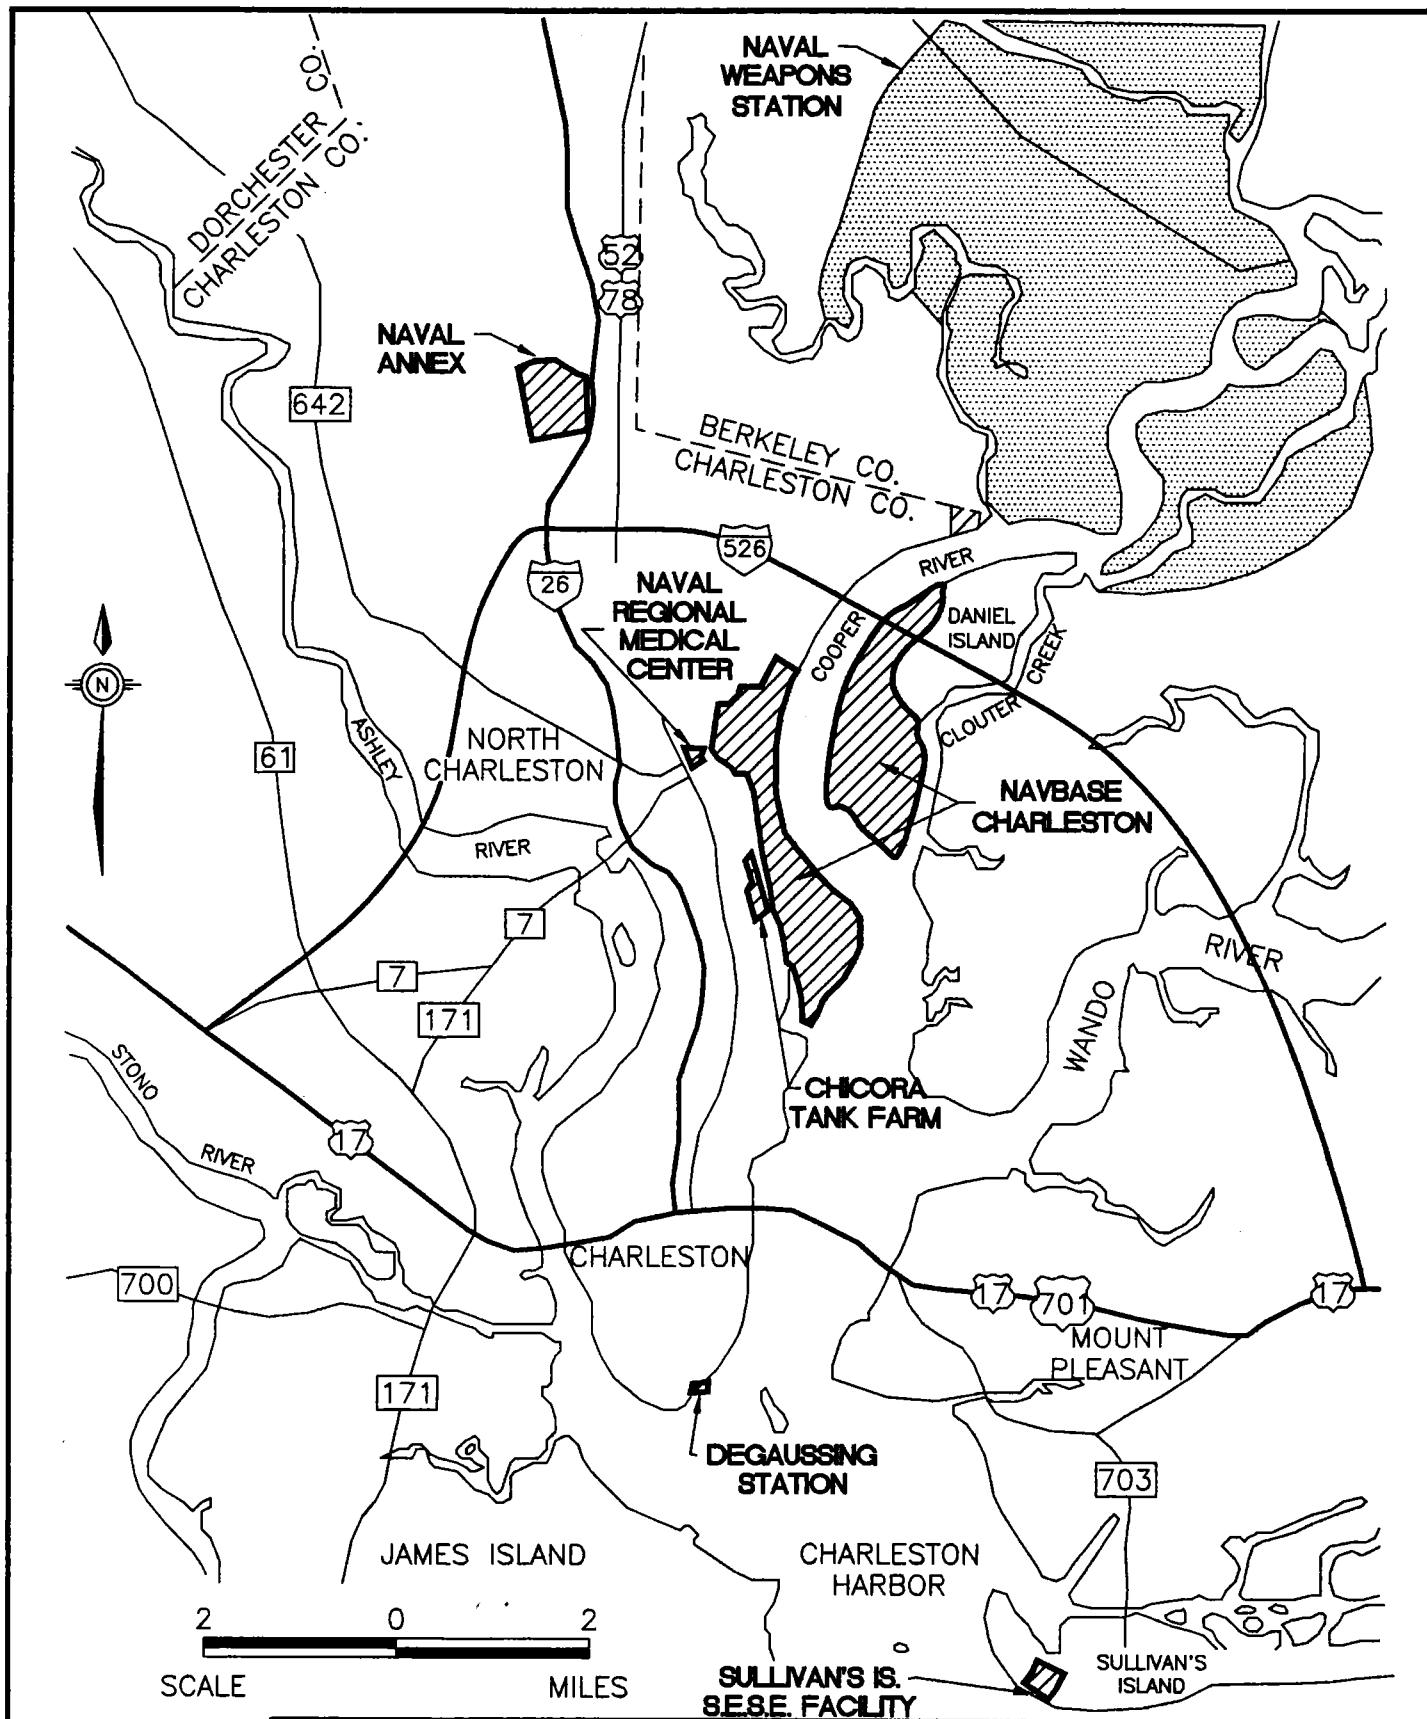 NAVAL
WEAPONS
STATION
DORCHESTER CO.
CHARLESTON CO.
52
78
NAVAL
ANNEX
642
BERKELEY CO.
CHARLESTON CO.
526
26
NAVAL
REGIONAL
MEDICAL
CENTER
COOPER
RIVER
DANIEL
ISLAND
CLOUTER
CREEK
N
61
ASHLEY
RIVER
NORTH
CHARLESTON
NAVBASE
CHARLESTON
7
7
171
WANDO
RIVER
STONO
RIVER
CHICORA
TANK FARM
17
CHARLESTON
700
17
701
17
MOUNT
PLEASANT
171
DEGAUSSING
STATION
703
JAMES ISLAND
CHARLESTON
HARBOR
2 0 2
SCALE MILES
SULLIVAN'S IS.
S.E.S.E. FACILITY
SULLIVAN'S
ISLAND